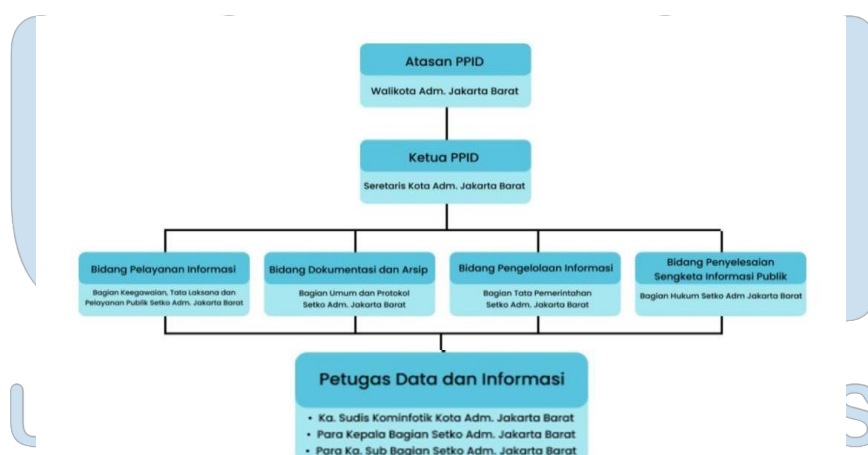 Atasan PPID
Walikota Adm. Jakarta Barat
Ketua PPID
Seretaris Kota Adm. Jakarta Barat
Bidang Pelayanan Informasi
Bagian Keegawaian, Tata Laksana dan
Pelayanan Publik Setko Adm. Jakarta Barat
Bidang Dokumentasi dan Arsip
Bagian Umum dan Protokol
Setko Adm. Jakarta Barat
Bidang Pengelolaan Informasi
Bagian Tata Pemerintahan
Setko Adm. Jakarta Barat
Bidang Penyelesaian
Sengketa Informasi Publik
Bagian Hukum Setko Adm Jakarta Barat
Petugas Data dan Informasi
• Ka. Sudis Kominfotik Kota Adm. Jakarta Barat
• Para Kepala Bagian Setko Adm. Jakarta Barat
• Para Ka. Sub Bagian Setko Adm. Jakarta Barat